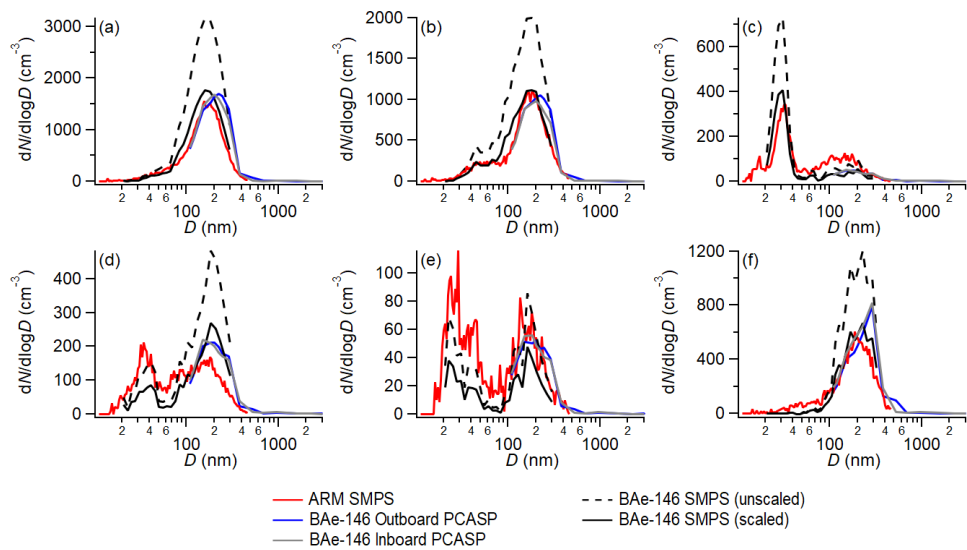 (a)
dN/dlogD (cm⁻³)
3000
2000
1000
0
2 4 6 100 2 4 6 1000 2
D (nm)
(b)
dN/dlogD (cm⁻³)
2000
1500
1000
500
0
2 4 6 100 2 4 6 1000 2
D (nm)
(c)
dN/dlogD (cm⁻³)
600
400
200
0
2 4 6 100 2 4 6 1000 2
D (nm)
(d)
dN/dlogD (cm⁻³)
400
300
200
100
0
2 4 6 100 2 4 6 1000 2
D (nm)
(e)
dN/dlogD (cm⁻³)
100
80
60
40
20
0
2 4 6 100 2 4 6 1000 2
D (nm)
(f)
dN/dlogD (cm⁻³)
1200
800
400
0
2 4 6 100 2 4 6 1000 2
D (nm)
ARM SMPS
BAe-146 Outboard PCASP
BAe-146 Inboard PCASP
BAe-146 SMPS (unscaled)
BAe-146 SMPS (scaled)